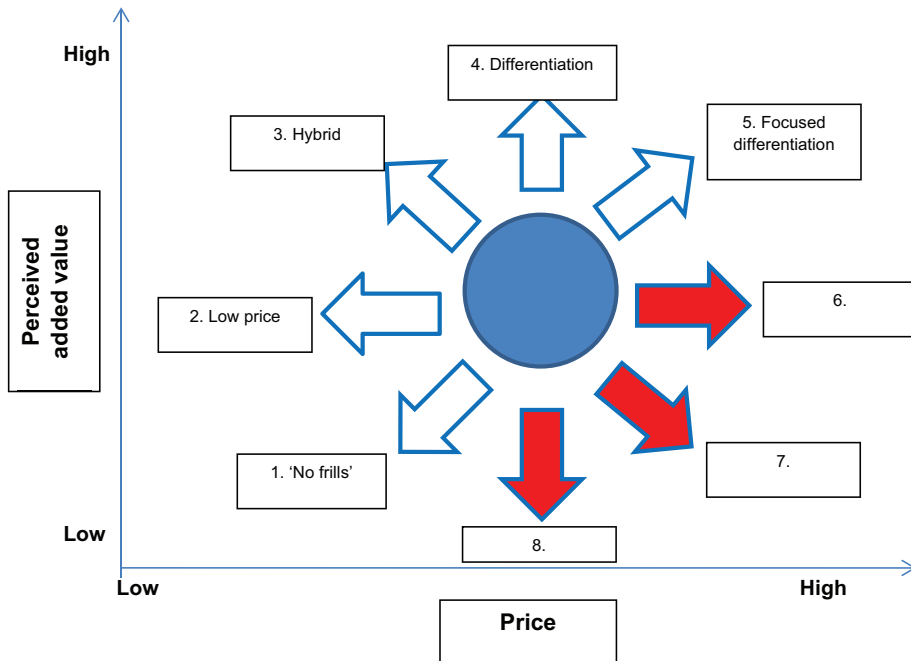 High
4. Differentiation
5. Focused
differentiation
3. Hybrid
Perceived
added value
2. Low price
6.
1. ‘No frills’
7.
Low
8.
Low
High
Price